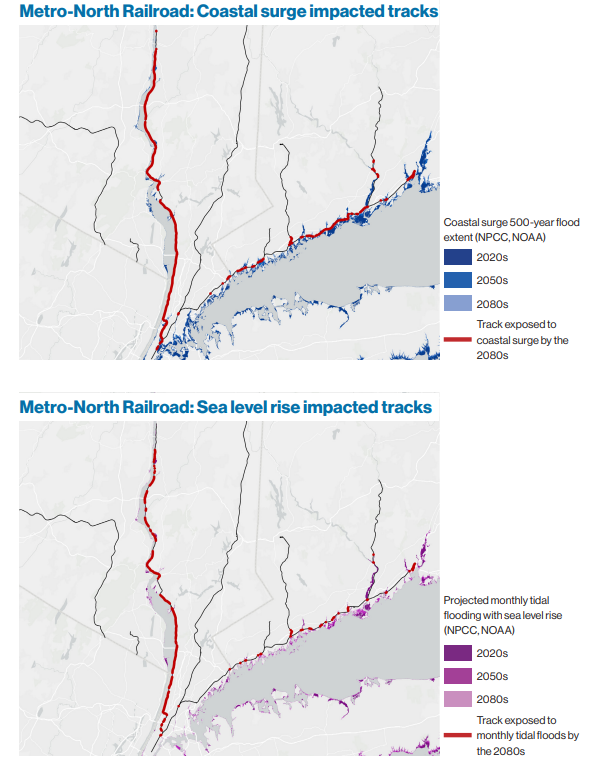 Metro-North Railroad: Coastal surge impacted tracks
Coastal surge 500-year flood
extent (NPCC, NOAA)
2020s
2050s
2080s
Track exposed to
coastal surge by the
2080s
Metro-North Railroad: Sea level rise impacted tracks
Projected monthly tidal
flooding with sea level rise
(NPCC, NOAA)
2020s
2050s
2080s
Track exposed to
monthly tidal floods by
the 2080s